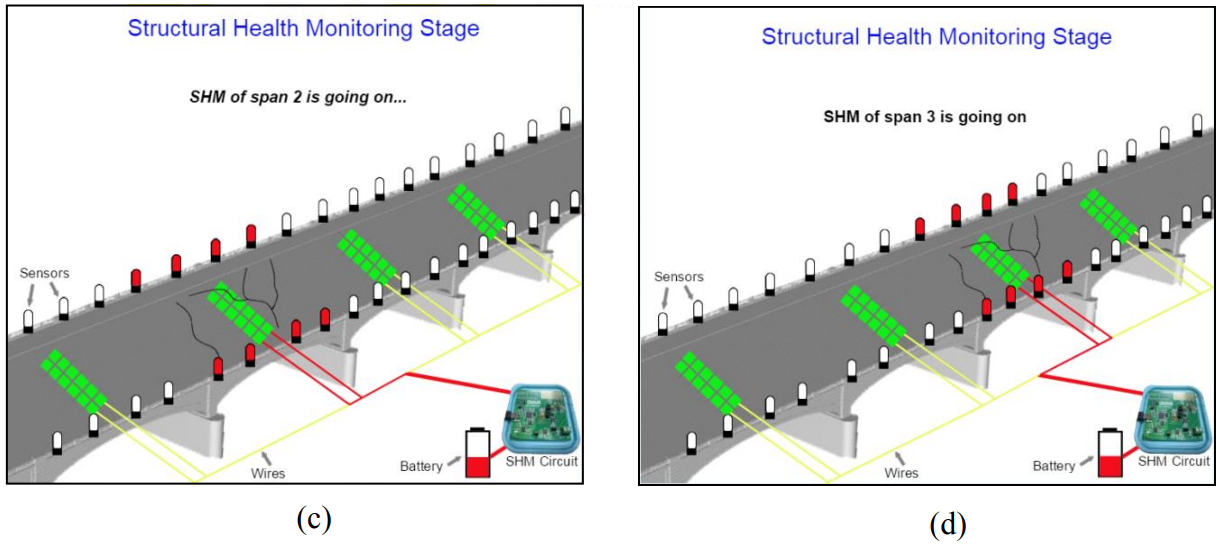 Structural Health Monitoring Stage
SHM of span 2 is going on...
Sensors
Battery
SHM Circuit
Wires
(c)
Structural Health Monitoring Stage
SHM of span 3 is going on
Sensors
Battery
SHM Circuit
Wires
(d)